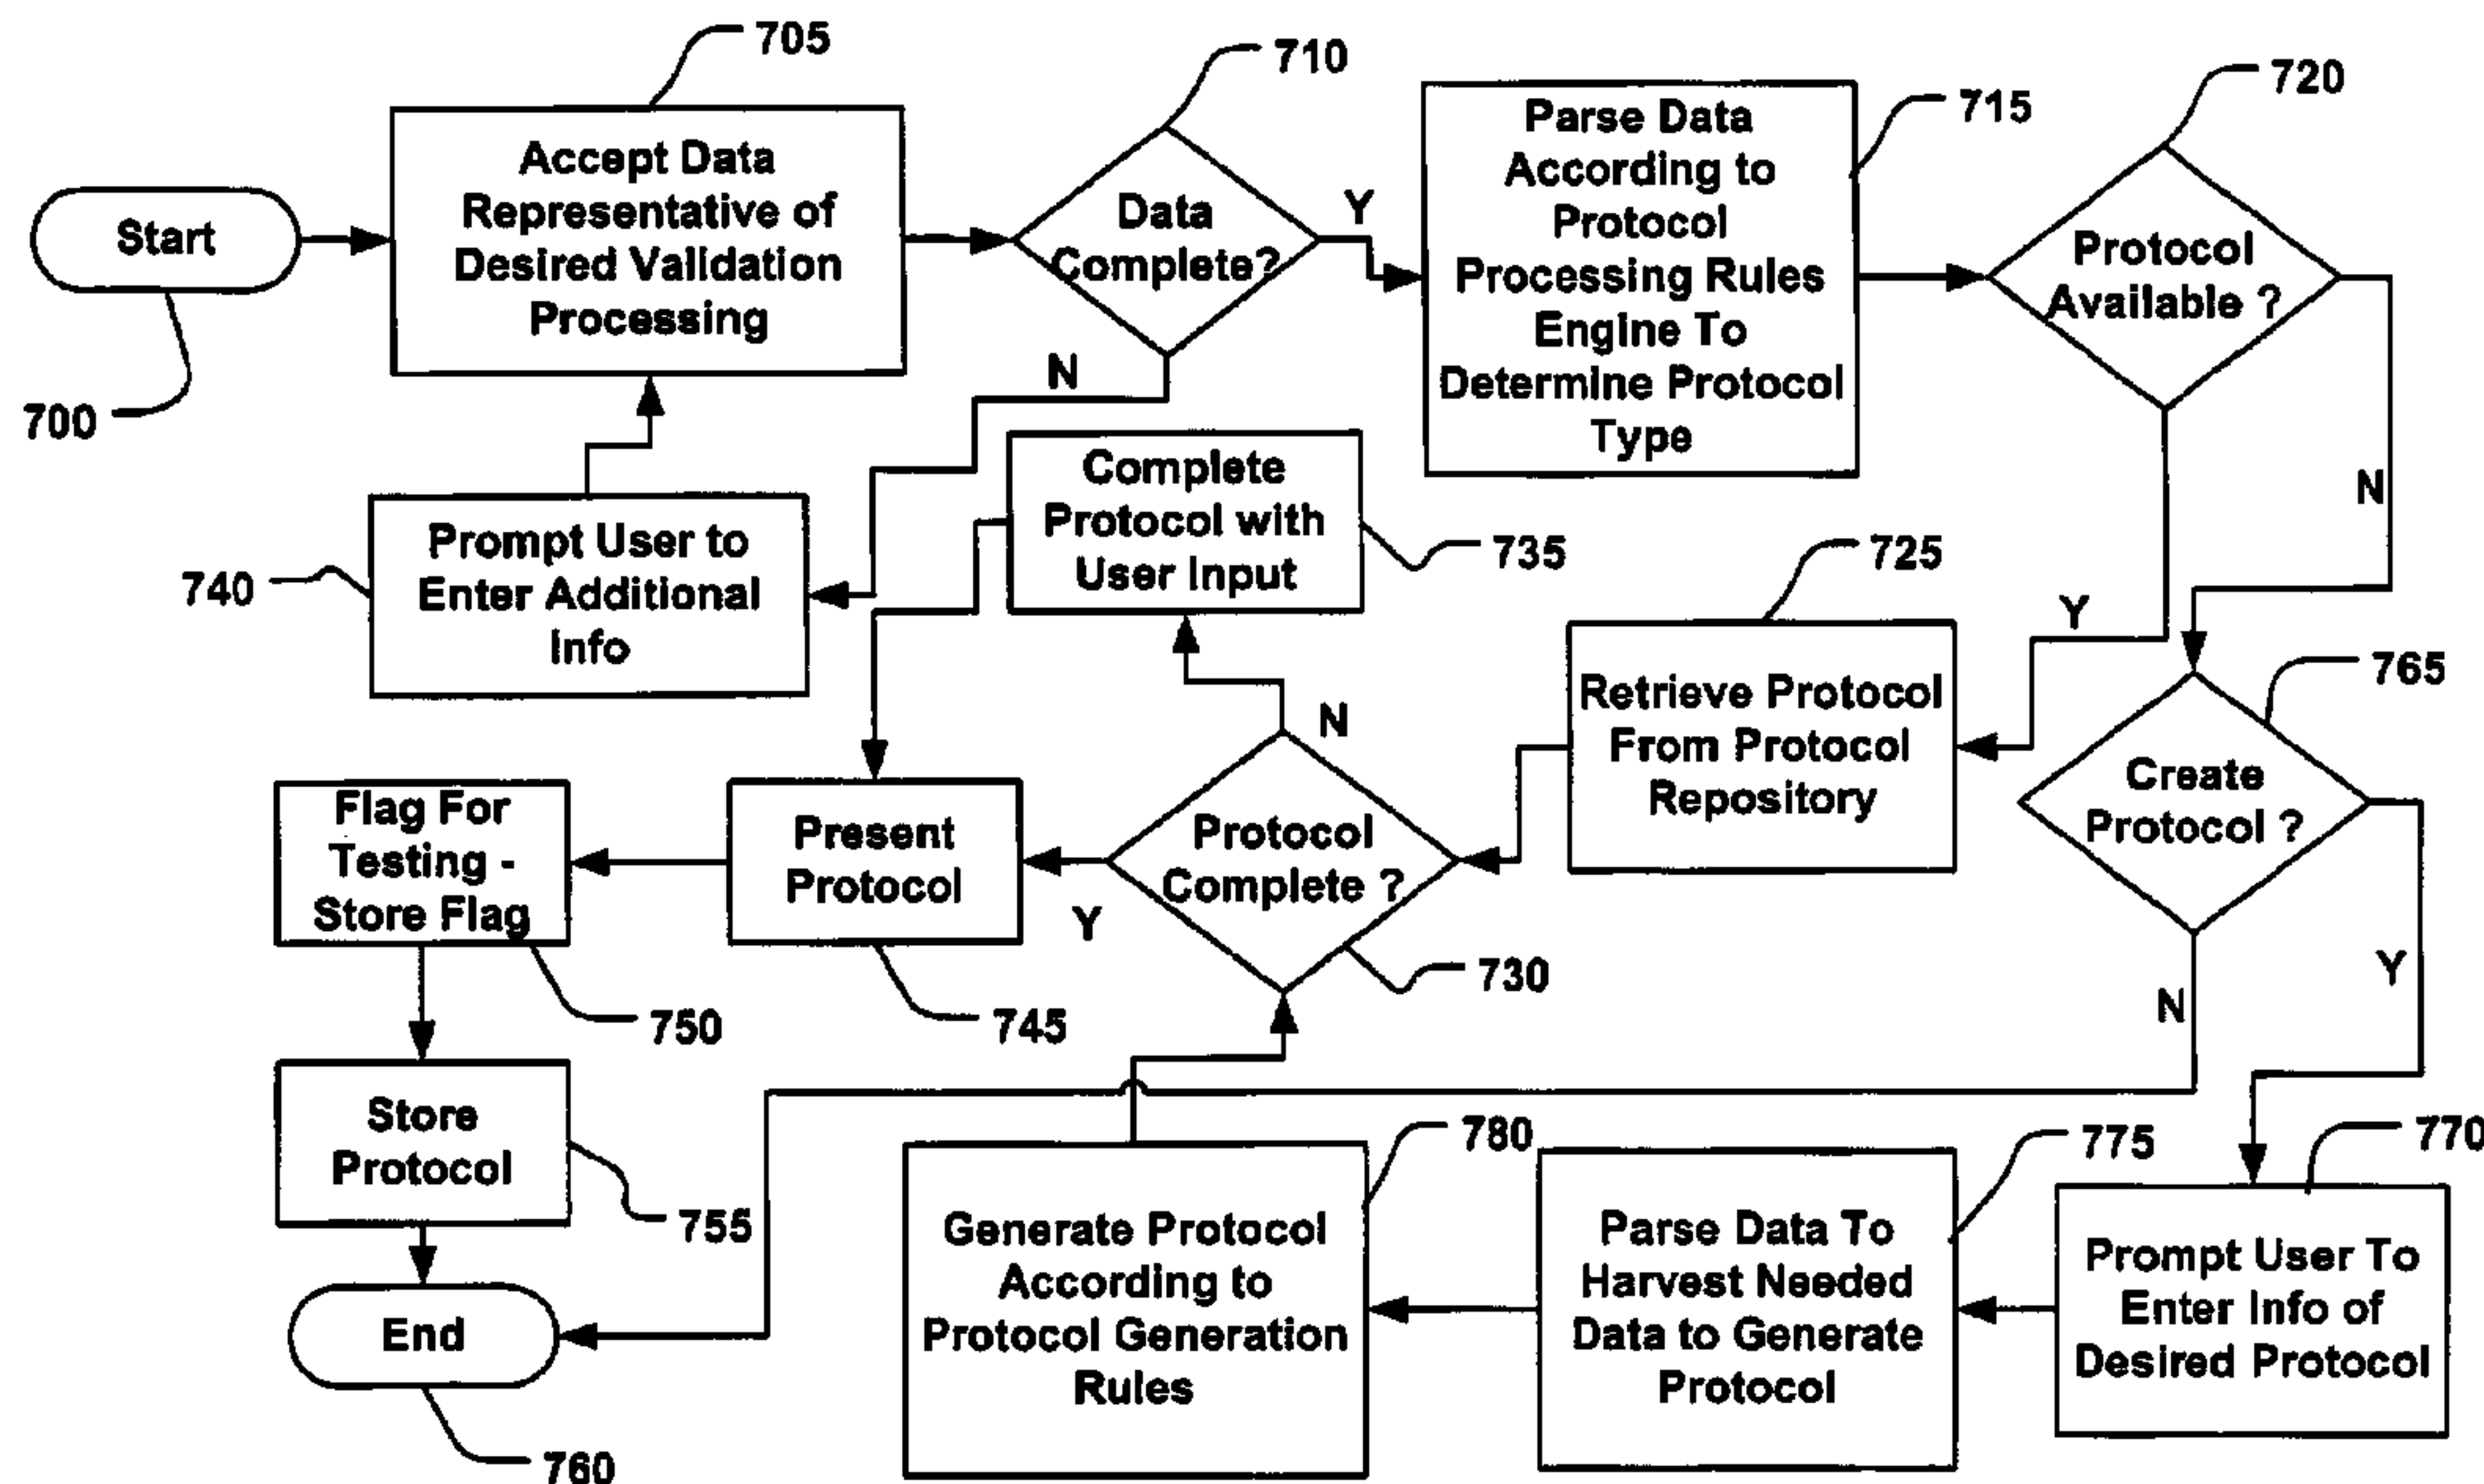 705
710
720
715
Start
700
Accept Data
Representative of
Desired Validation
Processing
Data
Complete?
Y
N
Parse Data
According to
Protocol
Processing Rules
Engine To
Determine Protocol
Type
Protocol
Available ?
N
Y
740
Prompt User to
Enter Additional
Info
Complete
Protocol with
User Input
735
725
Retrieve Protocol
From Protocol
Repository
765
Create
Protocol ?
Y
N
Flag For
Testing -
Store Flag
750
Present
Protocol
745
Protocol
Complete ?
N
Y
730
Store
Protocol
755
End
760
780
Generate Protocol
According to
Protocol Generation
Rules
775
Parse Data To
Harvest Needed
Data to Generate
Protocol
770
Prompt User To
Enter Info of
Desired Protocol